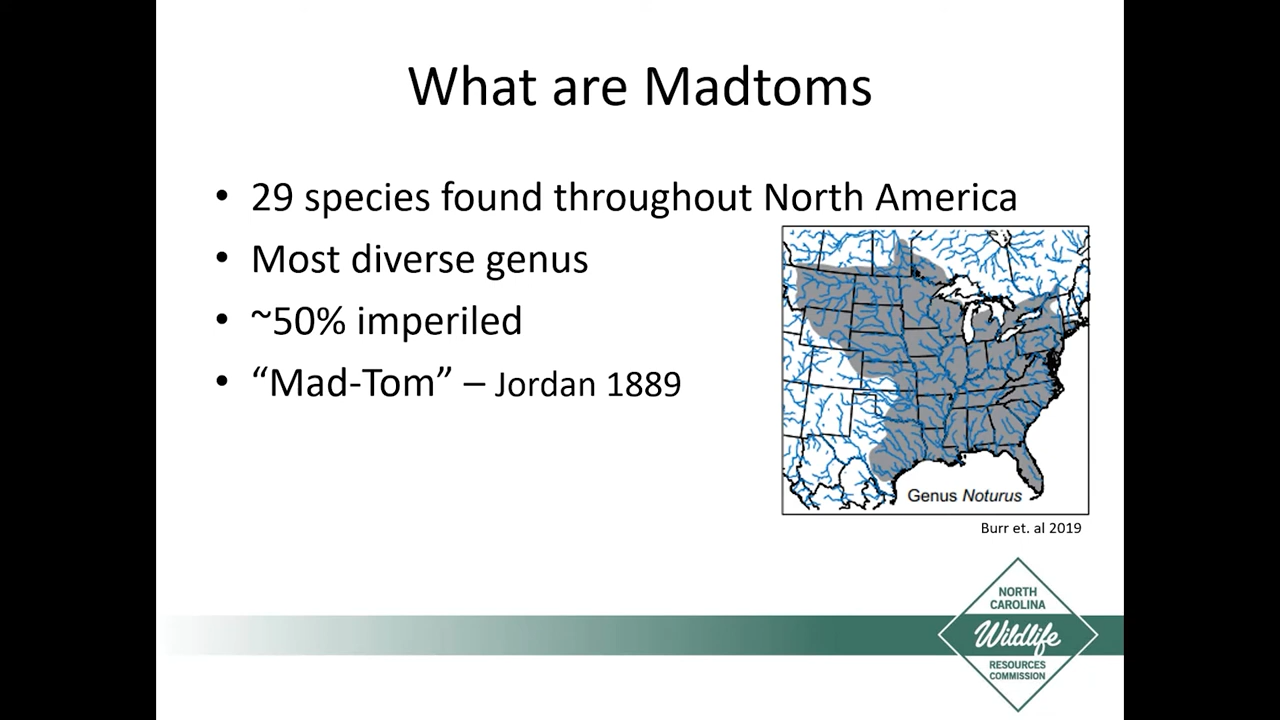 What are Madtoms
• 29 species found throughout North America
• Most diverse genus
• ~50% imperiled
• “Mad-Tom” – Jordan 1889
Genus Noturus
Burr et. al 2019
NORTH
CAROLINA
Wildlife
RESOURCES
COMMISSION